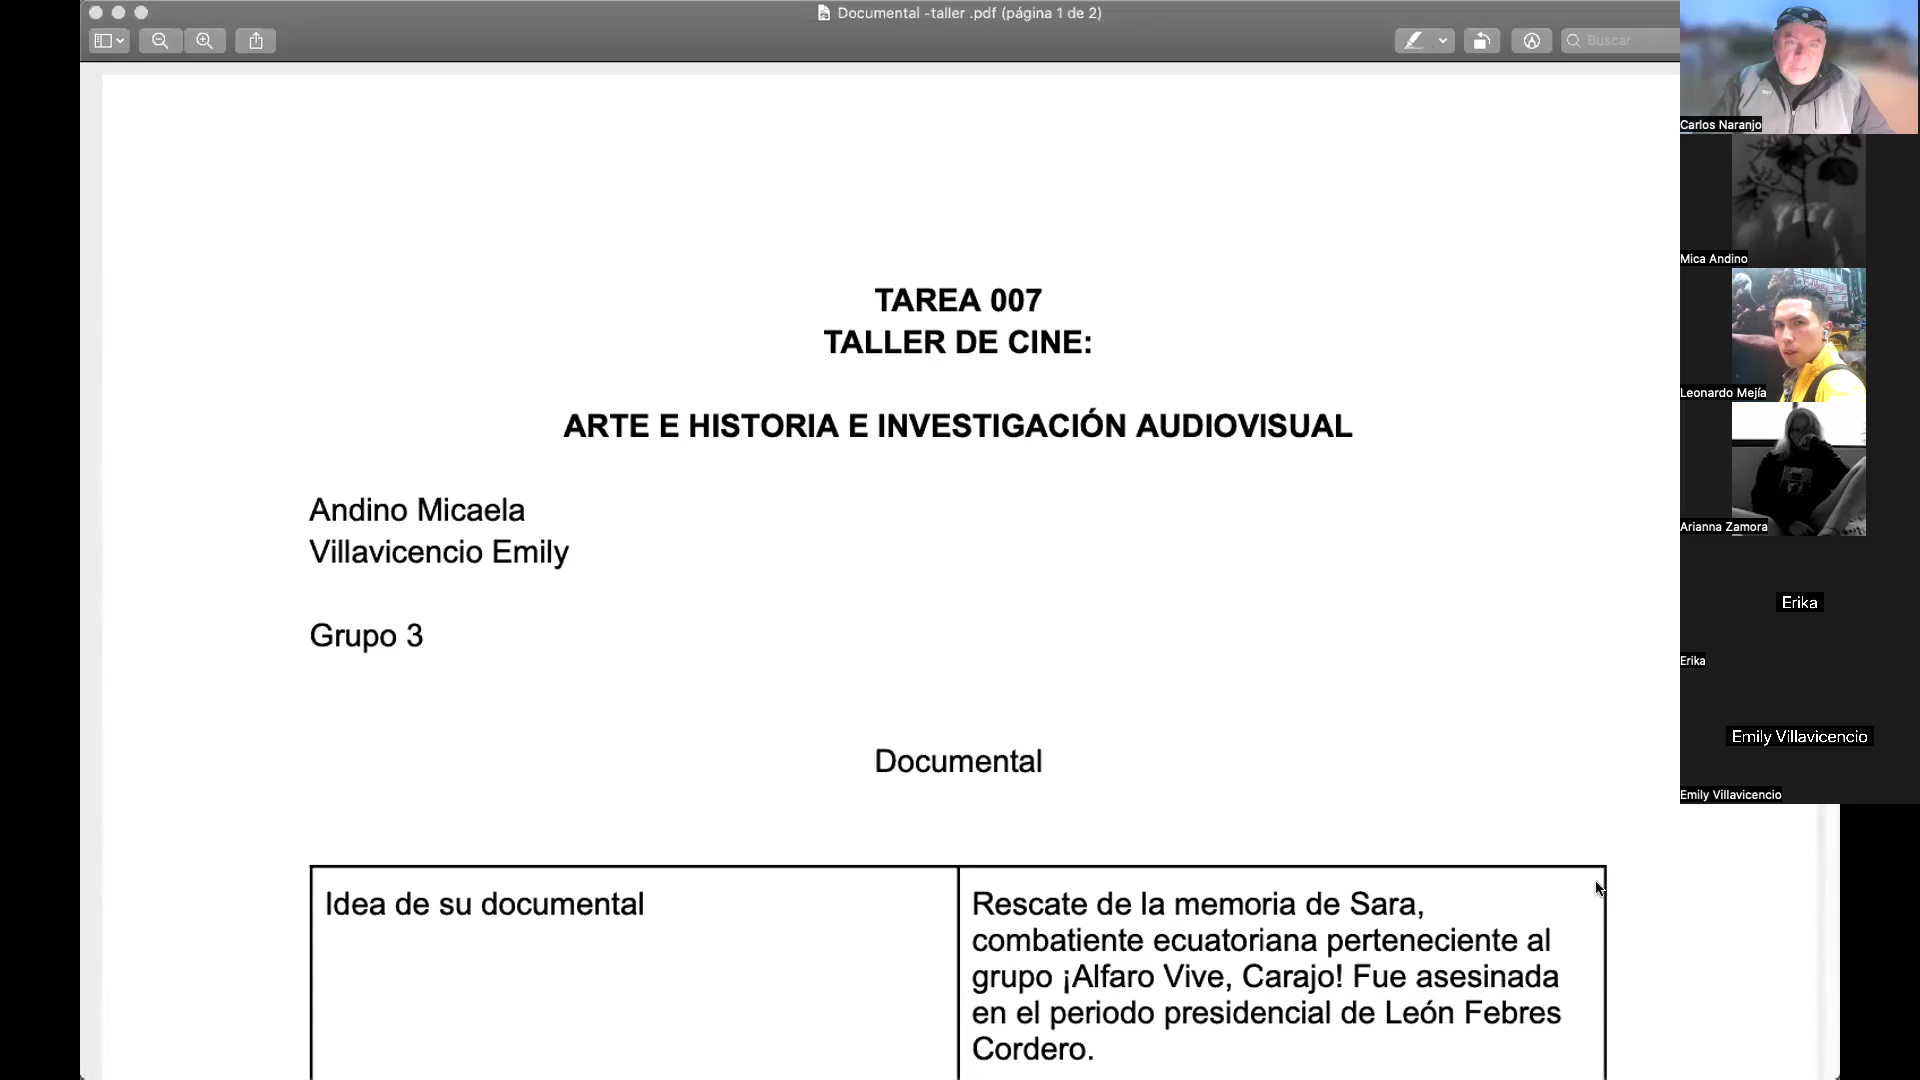 Documental -taller .pdf (página 1 de 2)
Buscar
TAREA 007
TALLER DE CINE:
ARTE E HISTORIA E INVESTIGACIÓN AUDIOVISUAL
Andino Micaela
Villavicencio Emily
Grupo 3
Documental
Idea de su documental
Rescate de la memoria de Sara,
combatiente ecuatoriana perteneciente al
grupo ¡Alfaro Vive, Carajo! Fue asesinada
en el periodo presidencial de León Febres
Cordero.
Carlos Naranjo
Mica Andino
Leonardo Mejía
Arianna Zamora
Erika
Erika
Emily Villavicencio
Emily Villavicencio